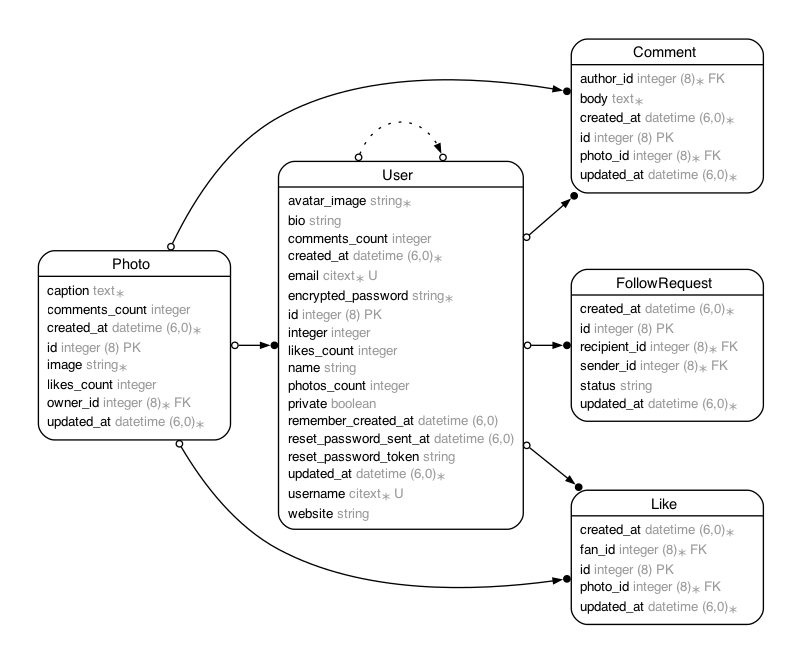 Photo
caption text*
comments_count integer
created_at datetime (6,0)*
id integer (8) PK
image string*
likes_count integer
owner_id integer (8)* FK
updated_at datetime (6,0)*
User
avatar_image string*
bio string
comments_count integer
created_at datetime (6,0)*
email citext* U
encrypted_password string*
id integer (8) PK
integer integer
likes_count integer
name string
photos_count integer
private boolean
remember_created_at datetime (6,0)
reset_password_sent_at datetime (6,0)
reset_password_token string
updated_at datetime (6,0)*
username citext* U
website string
Comment
author_id integer (8)* FK
body text*
created_at datetime (6,0)*
id integer (8) PK
photo_id integer (8)* FK
updated_at datetime (6,0)*
FollowRequest
created_at datetime (6,0)*
id integer (8) PK
recipient_id integer (8)* FK
sender_id integer (8)* FK
status string
updated_at datetime (6,0)*
Like
created_at datetime (6,0)*
fan_id integer (8)* FK
id integer (8) PK
photo_id integer (8)* FK
updated_at datetime (6,0)*